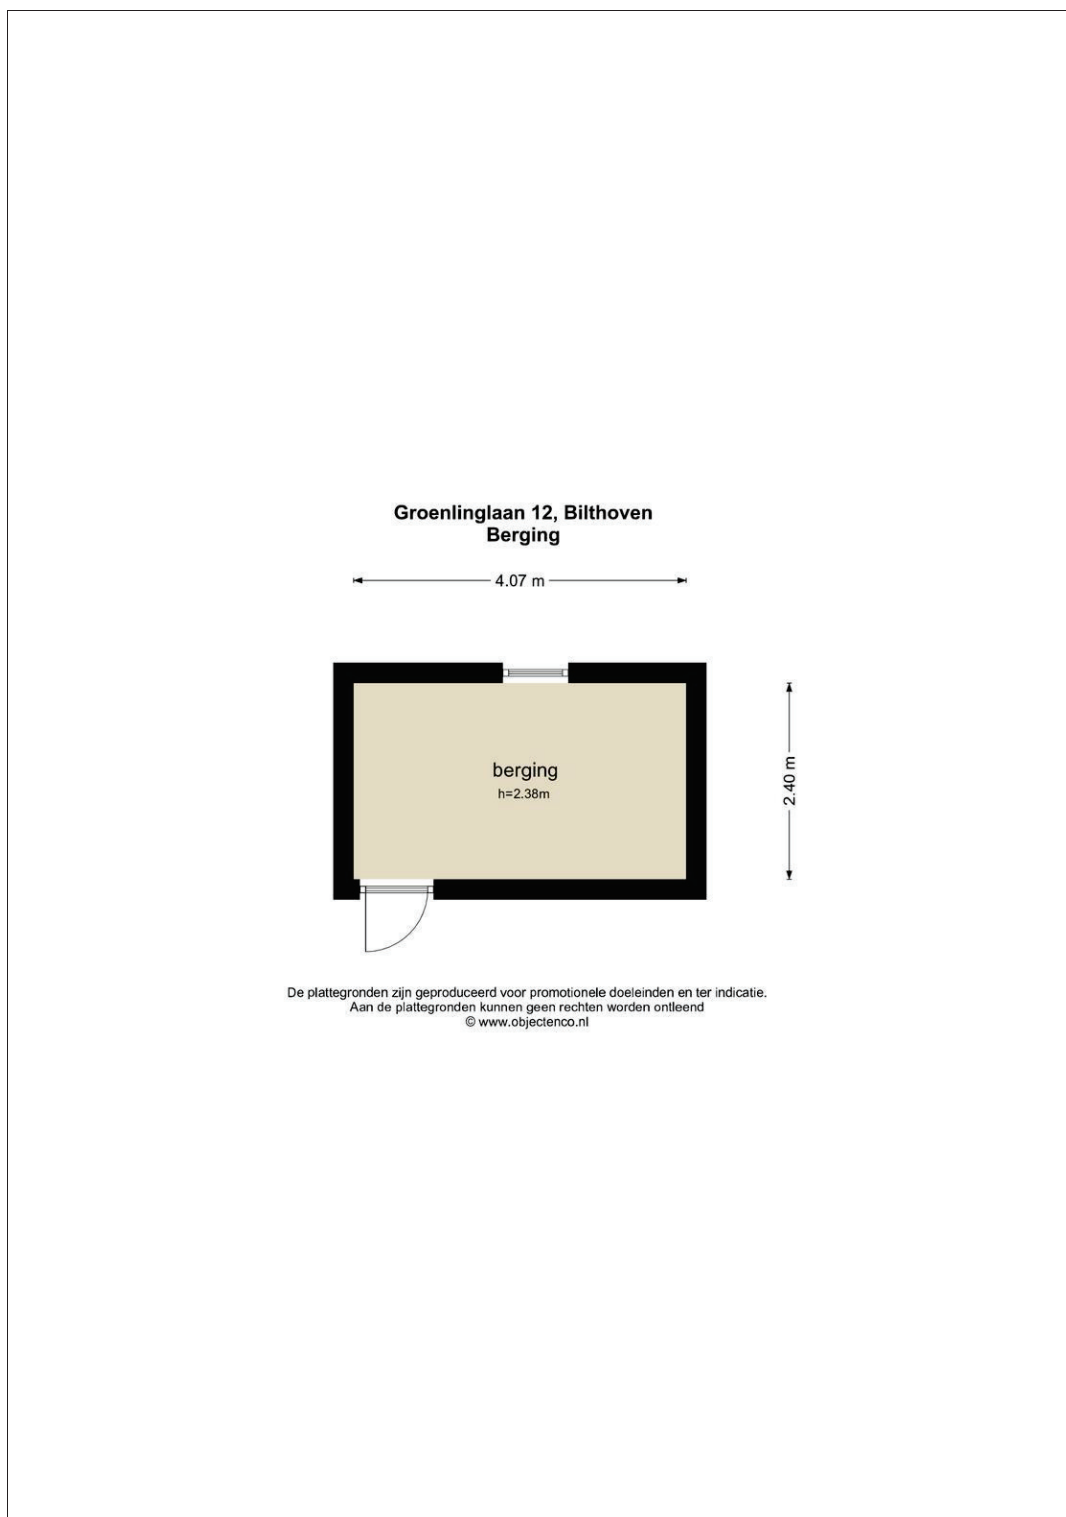 Groenlinglaan 12, Bilthoven
Berging
4.07 m
berging
h=2.38m
2.40 m
De plattegronden zijn geproduceerd voor promotionele doeleinden en ter indicatie.
Aan de plattegronden kunnen geen rechten worden ontleend
© www.objectenco.nl